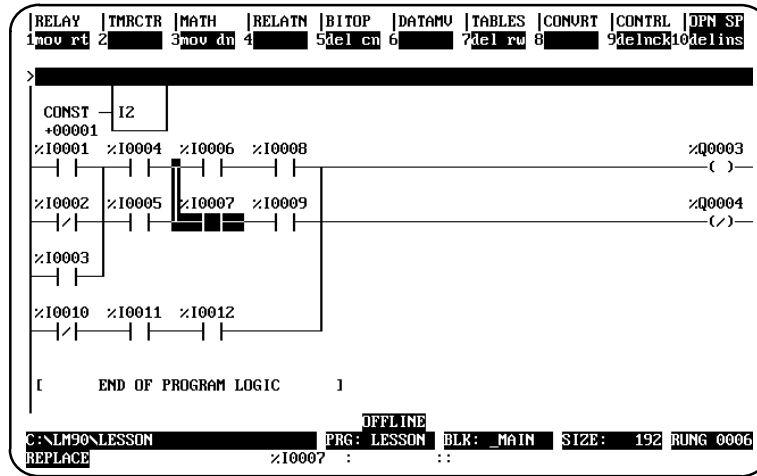 RELAY |TMRCTR |MATH |RELATN |BITOP |DATAMV |TABLES |CONVRT |CONTRL |OPN SP
1mov rt 2 3mov dn 4 5del cn 6 7del rw 8 9delnck10delins
>
CONST I2
+00001
%I0001 %I0004 %I0006 %I0008 %Q0003
%I0002 %I0005 %I0007 %I0009 %Q0004
%I0003
%I0010 %I0011 %I0012
[ END OF PROGRAM LOGIC ]
OFFLINE
C:\LM90\LESSON PRG: LESSON BLK: _MAIN SIZE: 192 RUNG 0006
REPLACE %I0007 : ::